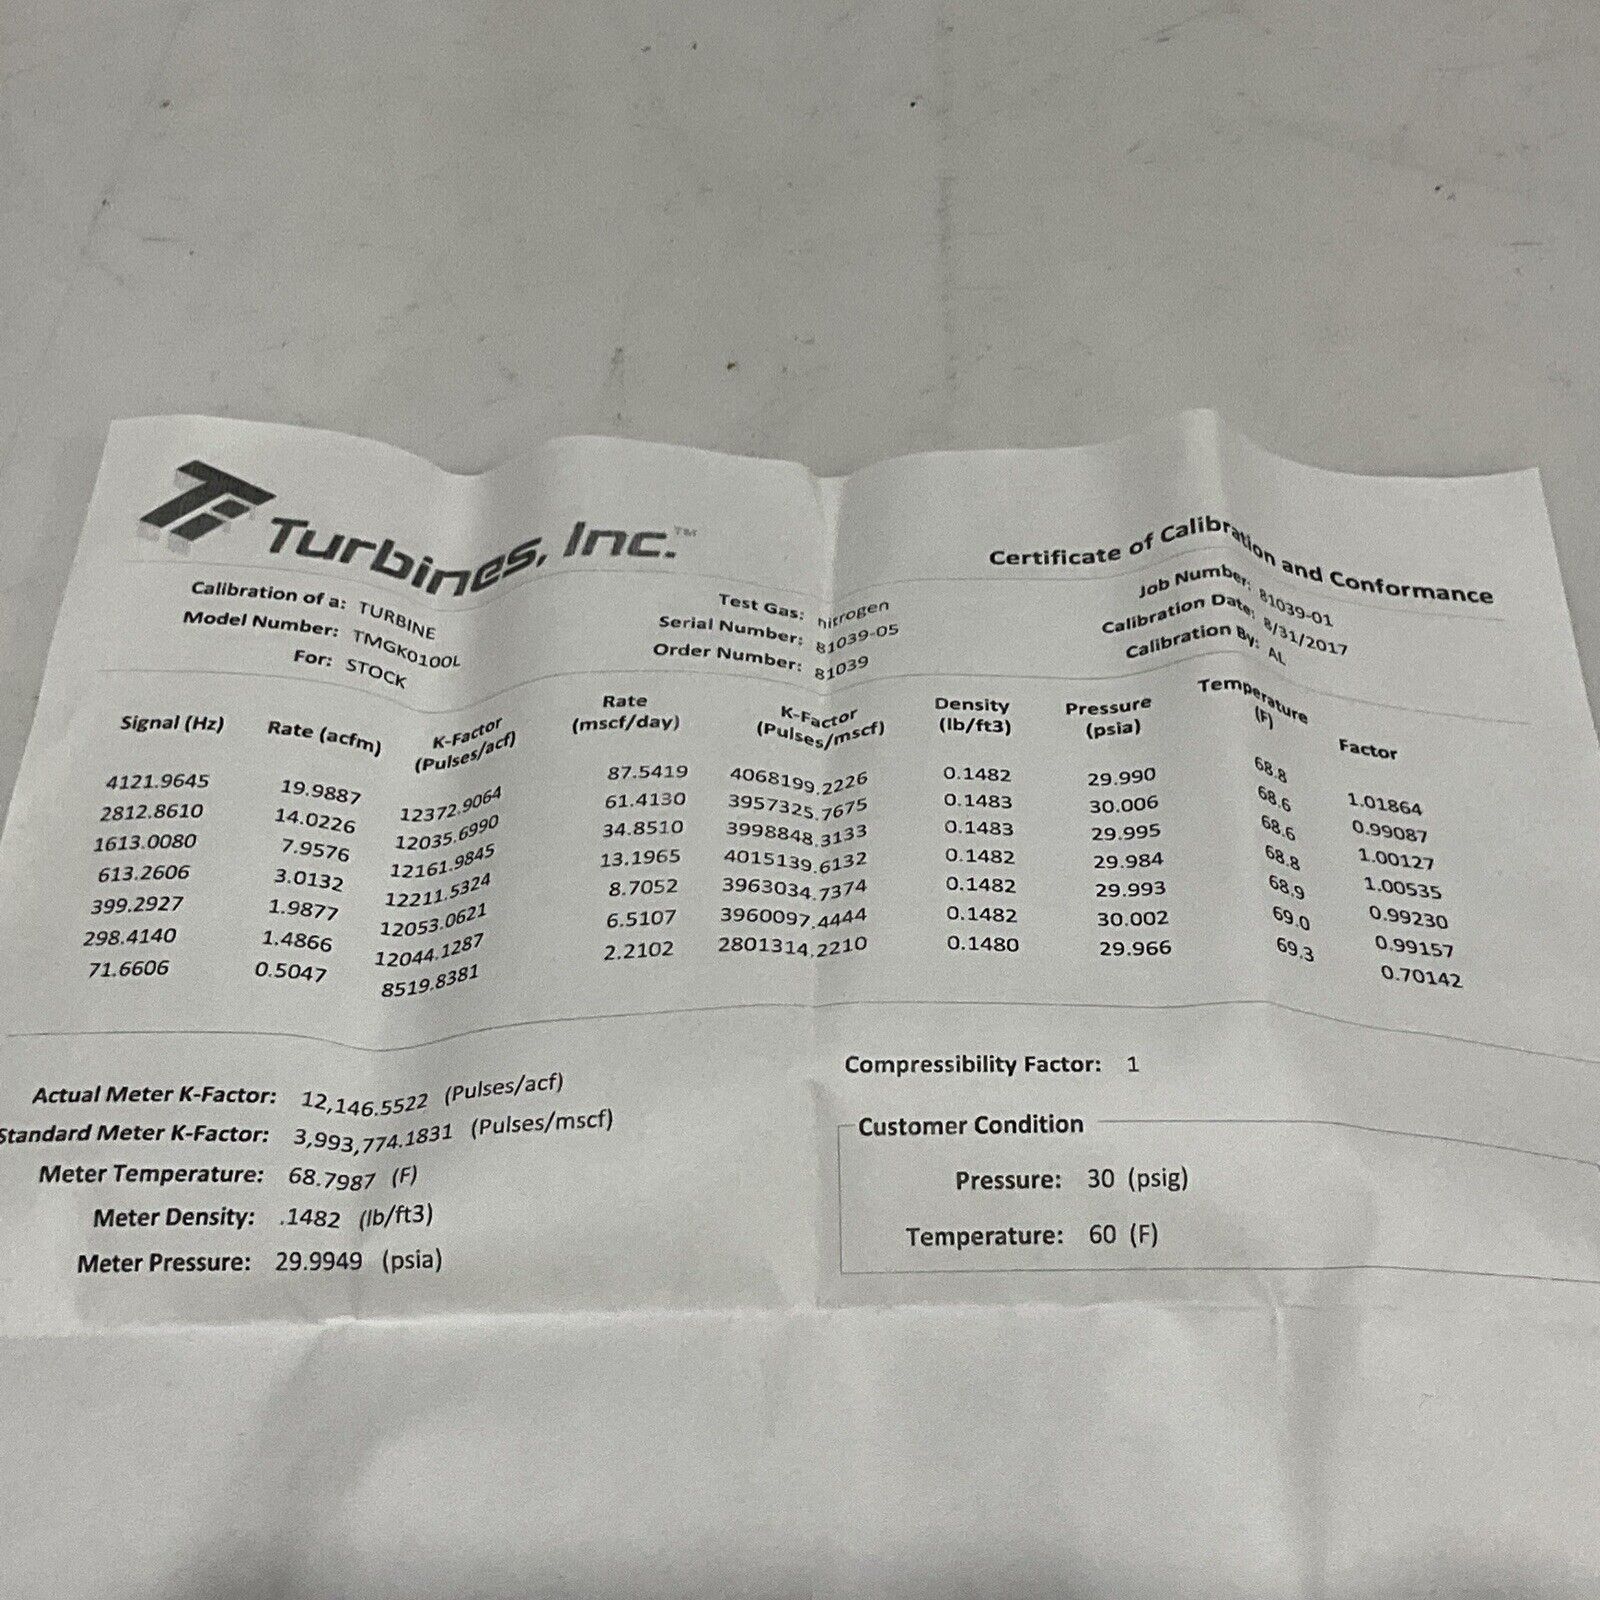 Turbines, Inc.™
Certificate of Calibration and Conformance
Calibration of a: TURBINE Test Gas: nitrogen Job Number: 81039-01
Model Number: TMGK0100L Serial Number: 81039-05 Calibration Date: 8/31/2017
For: STOCK Order Number: 81039 Calibration By: AL
Signal (Hz) Rate (acfm) K-Factor (Pulses/acf) Rate (mscf/day) K-Factor (Pulses/mscf) Density (lb/ft3) Pressure (psia) Temperature (F) Factor
4121.9645 19.9887 12372.9064 87.5419 4068199.2226 0.1482 29.990 68.8 1.01864
2812.8610 14.0226 12035.6990 61.4130 3957325.7675 0.1483 30.006 68.6 0.99087
1613.0080 7.9576 12161.9845 34.8510 3998848.3133 0.1483 29.995 68.6 1.00127
613.2606 3.0132 12211.5324 13.1965 4015139.6132 0.1482 29.984 68.8 1.00535
399.2927 1.9877 12053.0621 8.7052 3963034.7374 0.1482 29.993 68.9 0.99230
298.4140 1.4866 12044.1287 6.5107 3960097.4444 0.1482 30.002 69.0 0.99157
71.6606 0.5047 8519.8381 2.2102 2801314.2210 0.1480 29.966 69.3 0.70142
Actual Meter K-Factor: 12,146.5522 (Pulses/acf)
Standard Meter K-Factor: 3,993,774.1831 (Pulses/mscf)
Meter Temperature: 68.7987 (F)
Meter Density: .1482 (lb/ft3)
Meter Pressure: 29.9949 (psia)
Compressibility Factor: 1
Customer Condition
Pressure: 30 (psig)
Temperature: 60 (F)